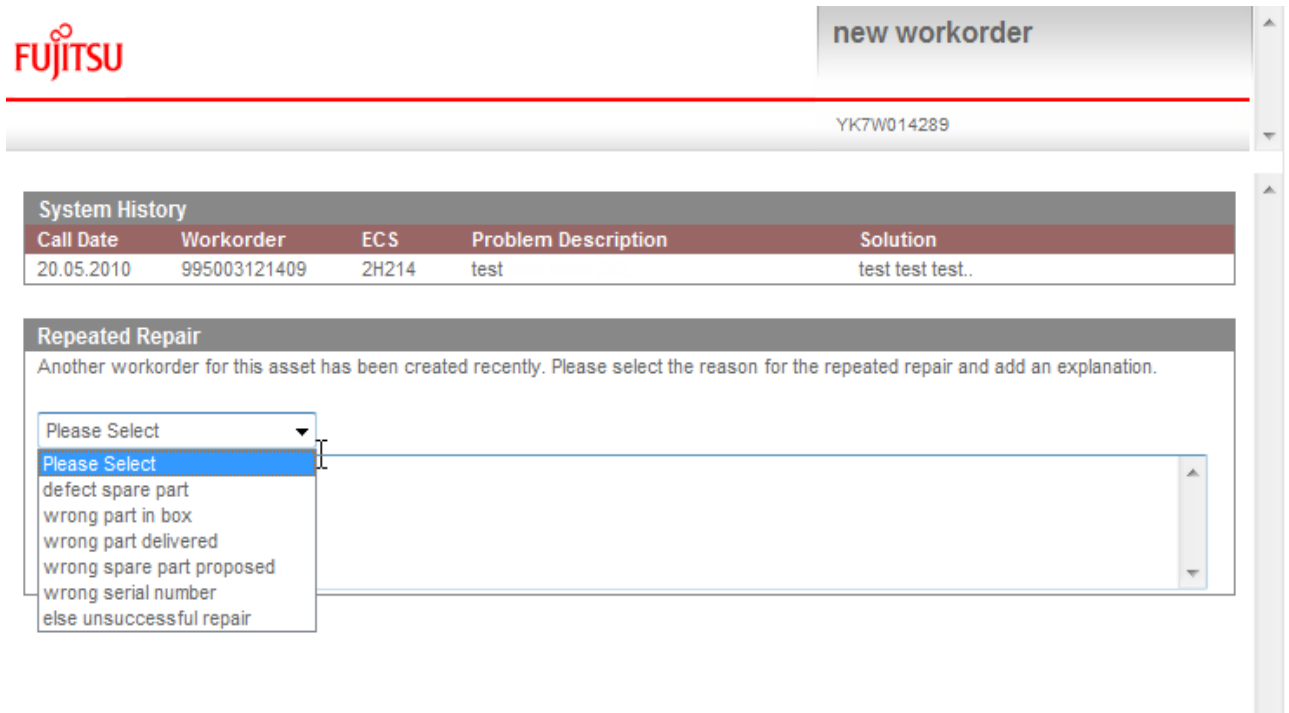 FUJITSU
new workorder
YK7W014289
System History
Call Date Workorder ECS Problem Description Solution
20.05.2010 995003121409 2H214 test test test test..
Repeated Repair
Another workorder for this asset has been created recently. Please select the reason for the repeated repair and add an explanation.
Please Select
Please Select
defect spare part
wrong part in box
wrong part delivered
wrong spare part proposed
wrong serial number
else unsuccessful repair